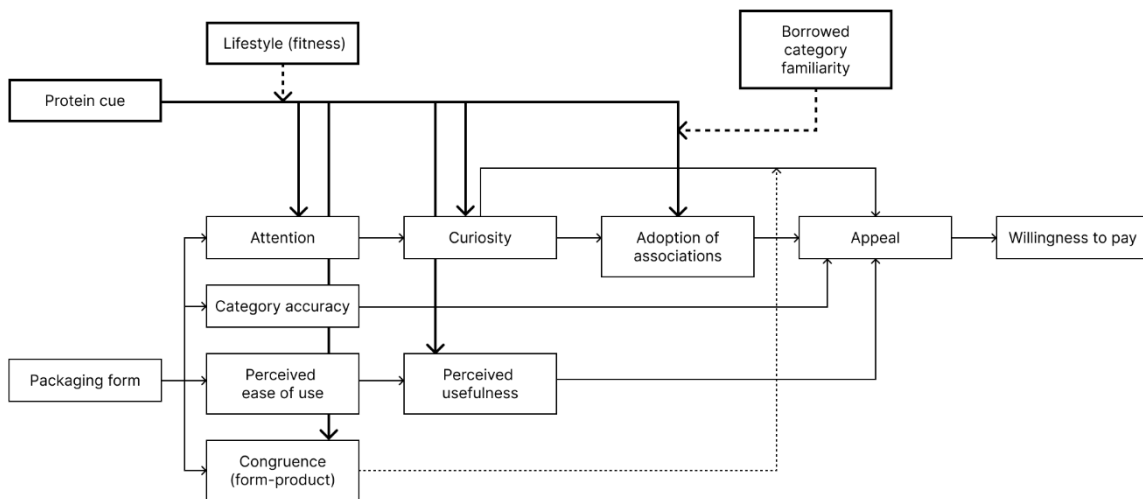 Lifestyle (fitness)
Borrowed
category
familiarity
Protein cue
Attention
Curiosity
Adoption of
associations
Appeal
Willingness to pay
Category accuracy
Packaging form
Perceived
ease of use
Perceived
usefulness
Congruence
(form-product)